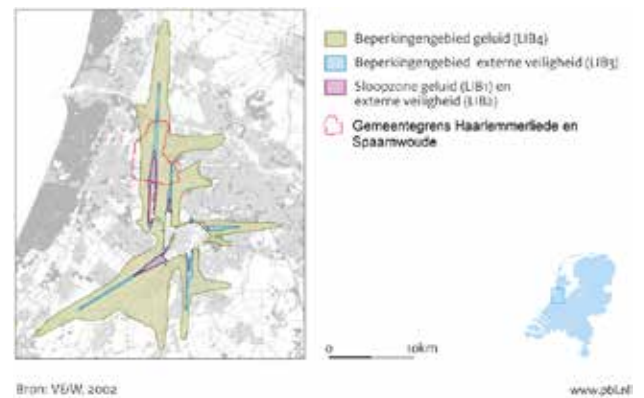 Beperkingengebied geluid (LIB4)
Beperkingengebied externe veiligheid (LIB3)
Sloopzone geluid (LIB1) en
externe veiligheid (LIB2)
Gemeentegrens Haarlemmerliede en
Spaarnwoude
0 10km
Bron: V&W, 2002
www.pbl.nl